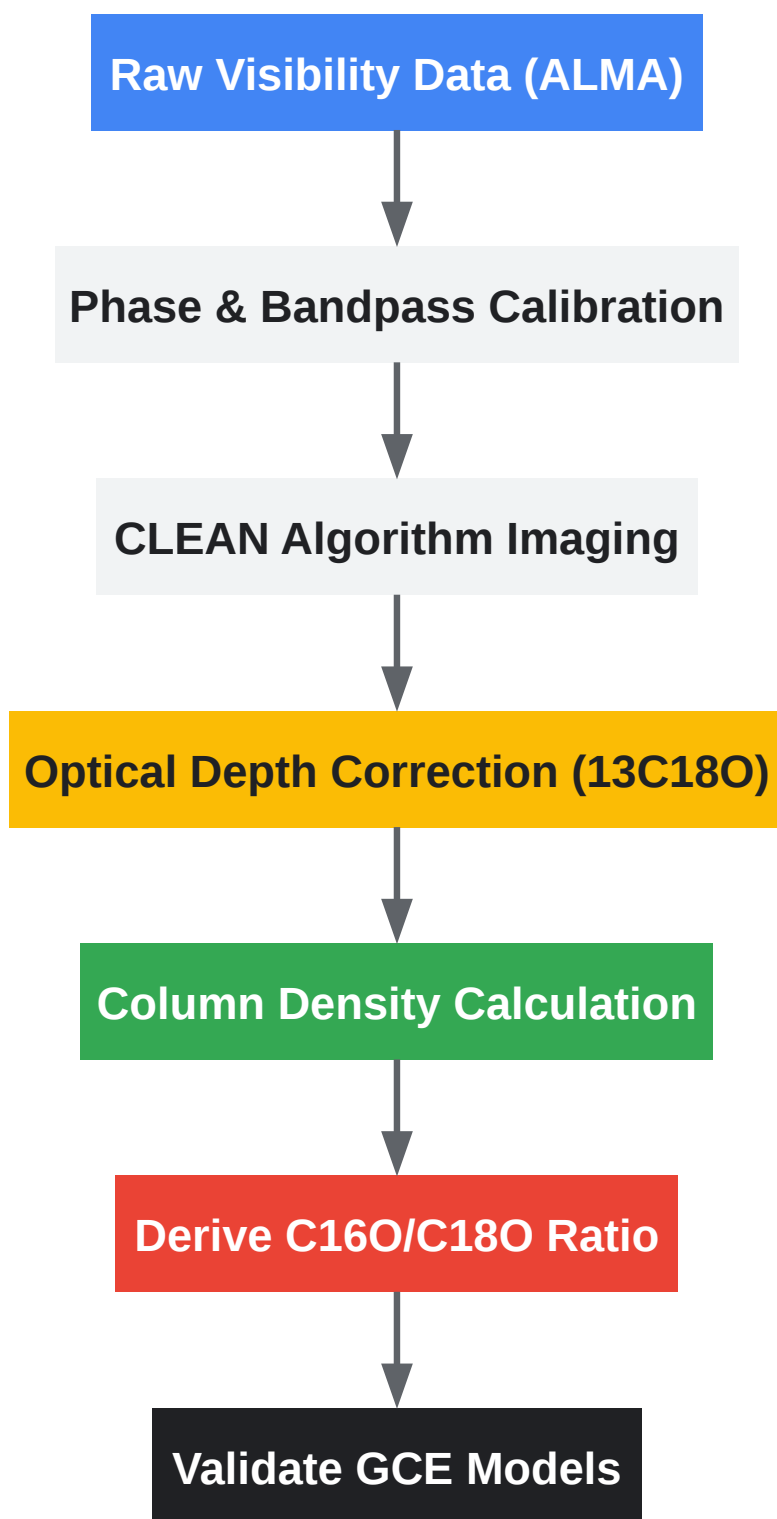 Raw Visibility Data (ALMA)
Phase & Bandpass Calibration
CLEAN Algorithm Imaging
Optical Depth Correction (13C18O)
Column Density Calculation
Derive C16O/C18O Ratio
Validate GCE Models